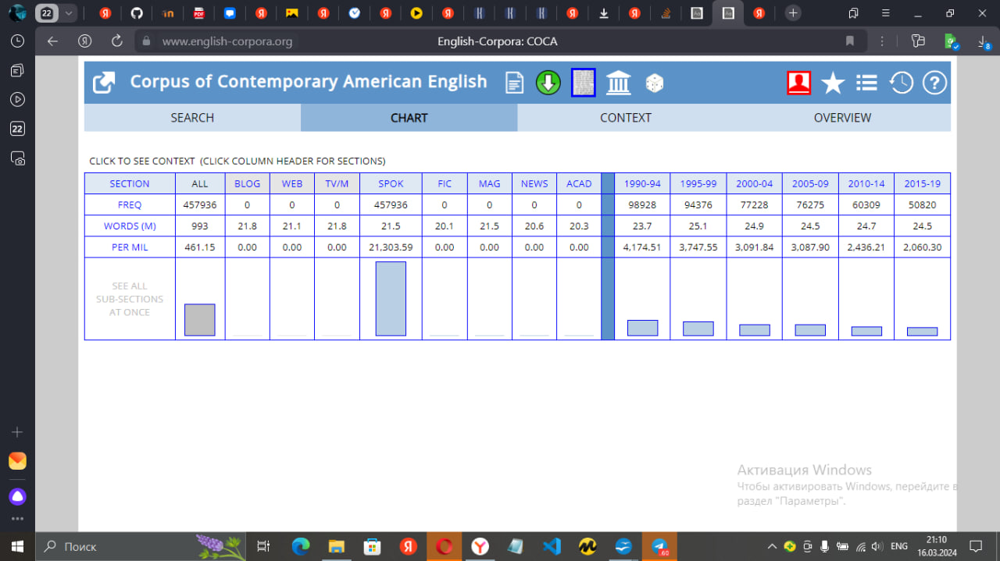 22
www.english-corpora.org
English-Corpora: COCA
8
22
Corpus of Contemporary American English
SEARCH CHART CONTEXT OVERVIEW
CLICK TO SEE CONTEXT (CLICK COLUMN HEADER FOR SECTIONS)
SECTION ALL BLOG WEB TV/M SPOK FIC MAG NEWS ACAD 1990-94 1995-99 2000-04 2005-09 2010-14 2015-19
FREQ 457936 0 0 0 457936 0 0 0 0 98928 94376 77228 76275 60309 50820
WORDS (M) 993 21.8 21.1 21.8 21.5 20.1 21.5 20.6 20.3 23.7 25.1 24.9 24.5 24.7 24.5
PER MIL 461.15 0.00 0.00 0.00 21,303.59 0.00 0.00 0.00 0.00 4,174.51 3,747.55 3,091.84 3,087.90 2,436.21 2,060.30
SEE ALL
SUB-SECTIONS
AT ONCE
Активация Windows
Чтобы активировать Windows, перейдите в
раздел "Параметры".
Поиск
.60
ENG
21:10
16.03.2024